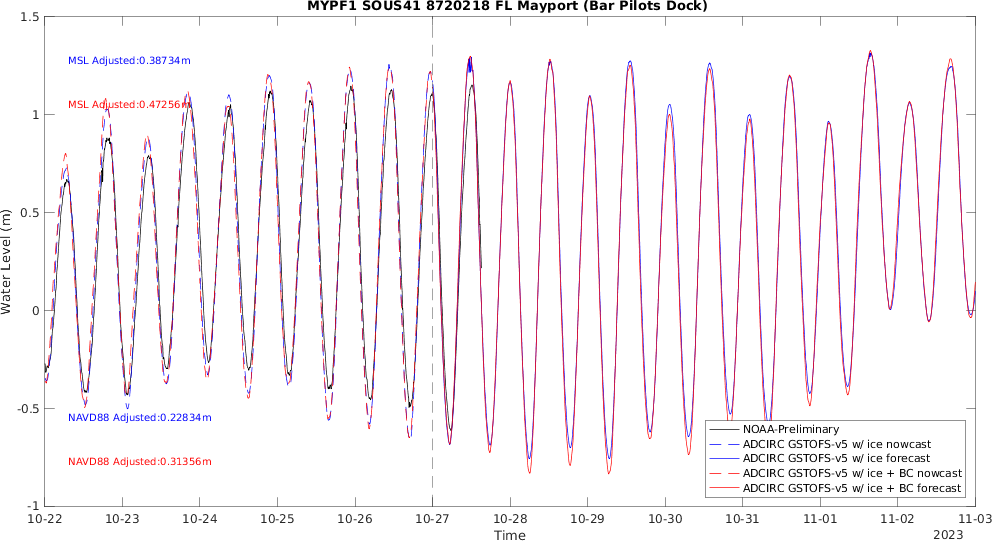 MYPF1 SOUS41 8720218 FL Mayport (Bar Pilots Dock)
1.5
1
0.5
0
-0.5
-1
Water Level (m)
MSL Adjusted:0.38734m
MSL Adjusted:0.47256m
NAVD88 Adjusted:0.22834m
NAVD88 Adjusted:0.31356m
NOAA-Preliminary
ADCIRC GSTOFS-v5 w/ ice nowcast
ADCIRC GSTOFS-v5 w/ ice forecast
ADCIRC GSTOFS-v5 w/ ice + BC nowcast
ADCIRC GSTOFS-v5 w/ ice + BC forecast
10-22 10-23 10-24 10-25 10-26 10-27 10-28 10-29 10-30 10-31 11-01 11-02 11-03
Time
2023